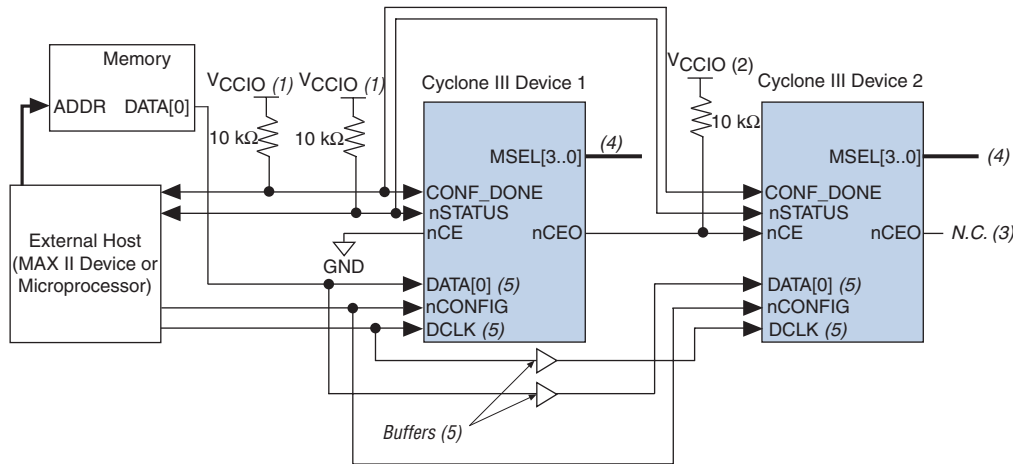 Memory
ADDR DATA[0]
VCCIO (1)
10 kΩ
VCCIO (1)
10 kΩ
Cyclone III Device 1
MSEL[3..0]
(4)
CONF_DONE
nSTATUS
nCE
nCEO
GND
DATA[0] (5)
nCONFIG
DCLK (5)
External Host
(MAX II Device or
Microprocessor)
VCCIO (2)
10 kΩ
Cyclone III Device 2
MSEL[3..0]
(4)
CONF_DONE
nSTATUS
nCE
nCEO
N.C. (3)
DATA[0] (5)
nCONFIG
DCLK (5)
Buffers (5)